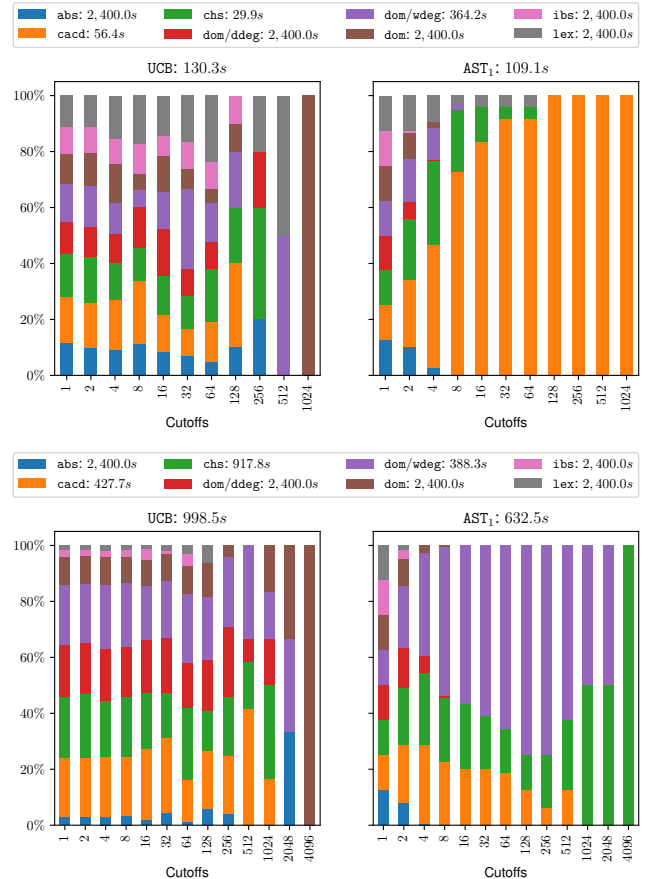 abs: 2,400.0s chs: 29.9s dom/wdeg: 364.2s ibs: 2,400.0s
cacd: 56.4s dom/ddeg: 2,400.0s dom: 2,400.0s lex: 2,400.0s
UCB: 130.3s AST1: 109.1s
100%
80%
60%
40%
20%
0%
1 2 4 8 16 32 64 128 256 512 1024 1 2 4 8 16 32 64 128 256 512 1024
Cutoffs Cutoffs
abs: 2,400.0s chs: 917.8s dom/wdeg: 388.3s ibs: 2,400.0s
cacd: 427.7s dom/ddeg: 2,400.0s dom: 2,400.0s lex: 2,400.0s
UCB: 998.5s AST1: 632.5s
100%
80%
60%
40%
20%
0%
1 2 4 8 16 32 64 128 256 512 1024 2048 4096 1 2 4 8 16 32 64 128 256 512 1024 2048 4096
Cutoffs Cutoffs